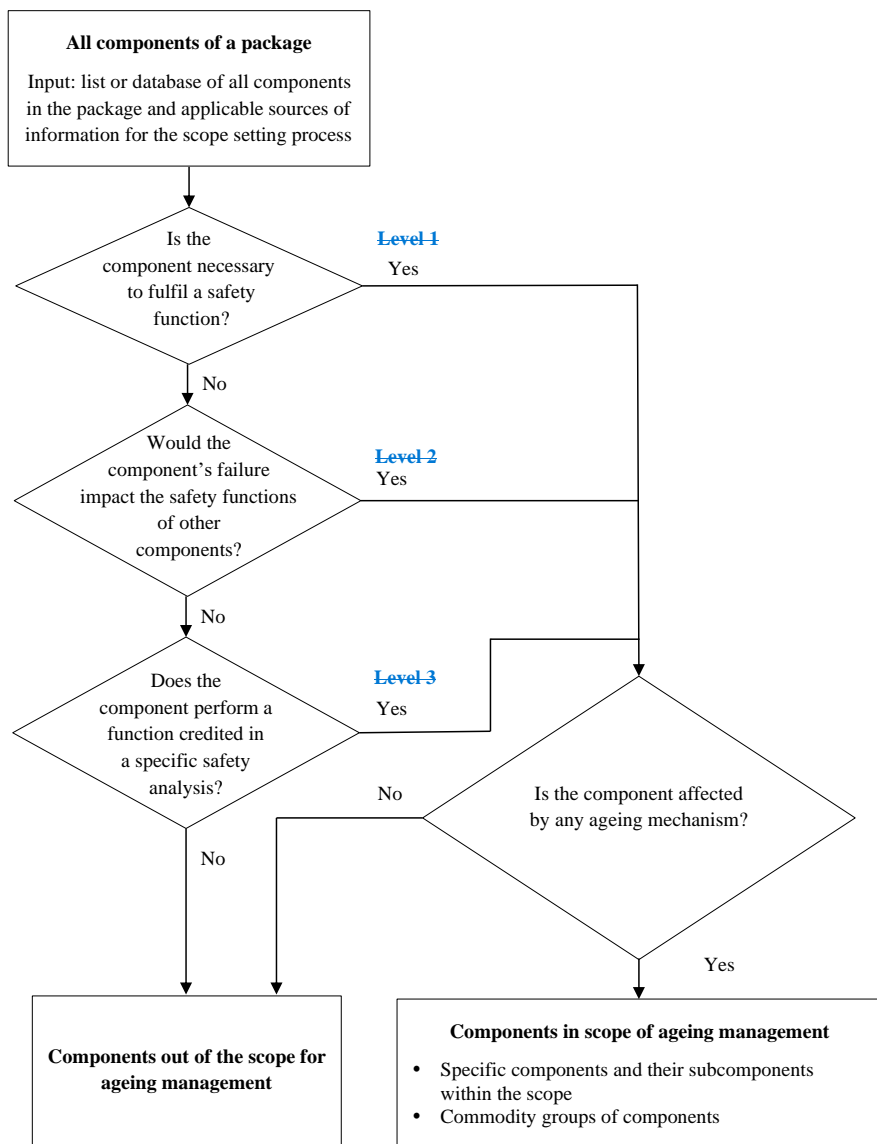 All components of a package
Input: list or database of all components
in the package and applicable sources of
information for the scope setting process
Is the
component necessary
to fulfil a safety
function?
Level 1
Yes
No
Would the
component’s failure
impact the safety functions
of other
components?
Level 2
Yes
No
Does the
component perform a
function credited in
a specific safety
analysis?
Level 3
Yes
No
No
Is the component affected
by any ageing mechanism?
Yes
Components out of the scope for
ageing management
Components in scope of ageing management
• Specific components and their subcomponents
within the scope
• Commodity groups of components